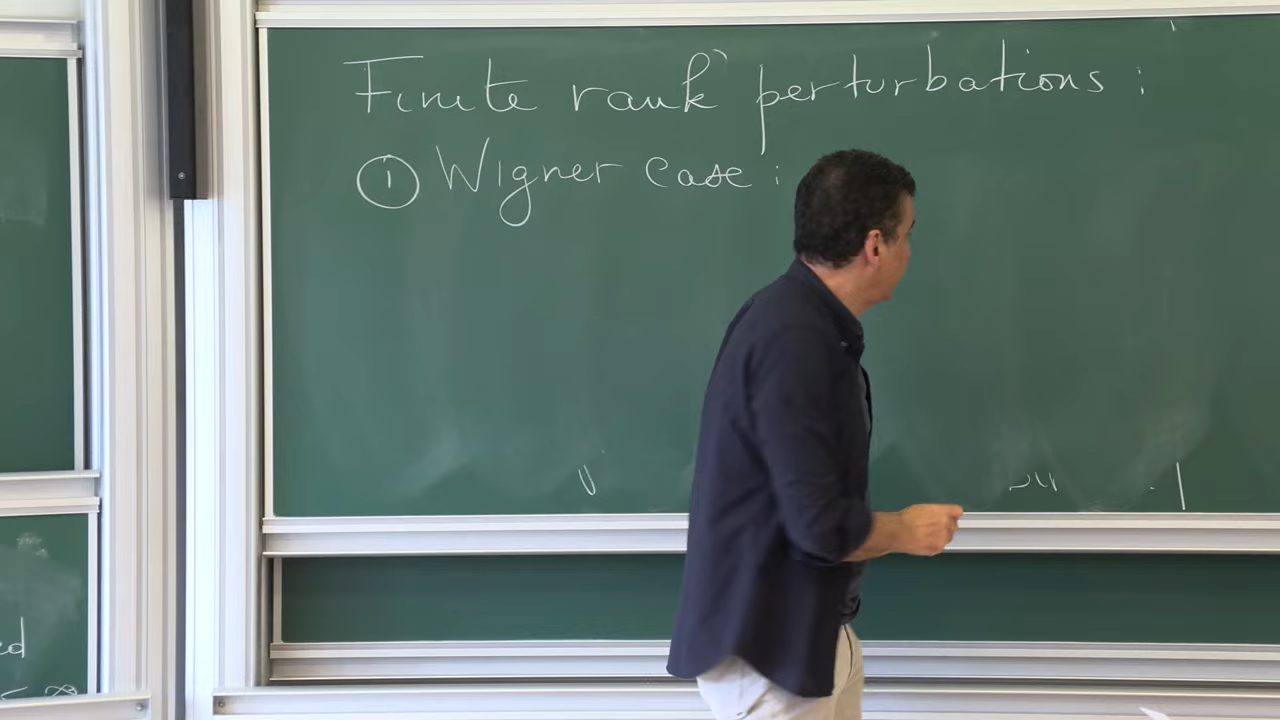 Finite rank perturbations :
① Wigner case :
< ∞